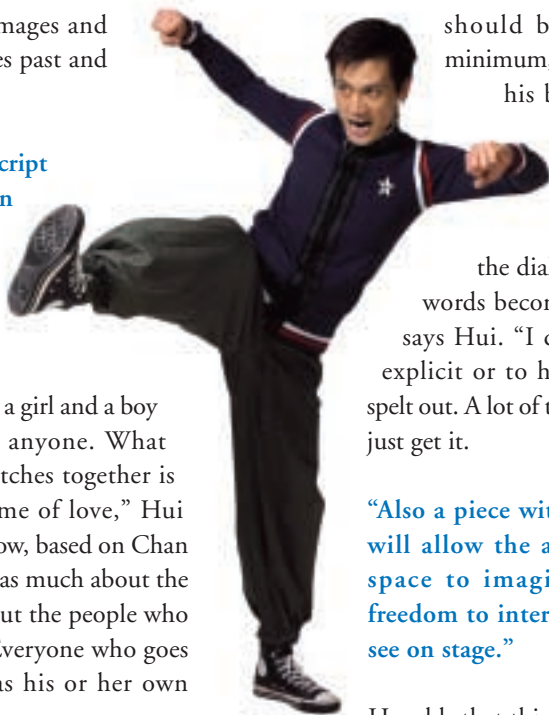 mages and
es past and
cript
n
a girl and a boy
anyone. What
tches together is
me of love,” Hui
ow, based on Chan
as much about the
ut the people who
Everyone who goes
as his or her own
should b
minimum,
his b
the dial
words becor
says Hui. “I
explicit or to h
spelt out. A lot of t
just get it.
“Also a piece wit
will allow the a
space to imagi
freedom to inter
see on stage.”